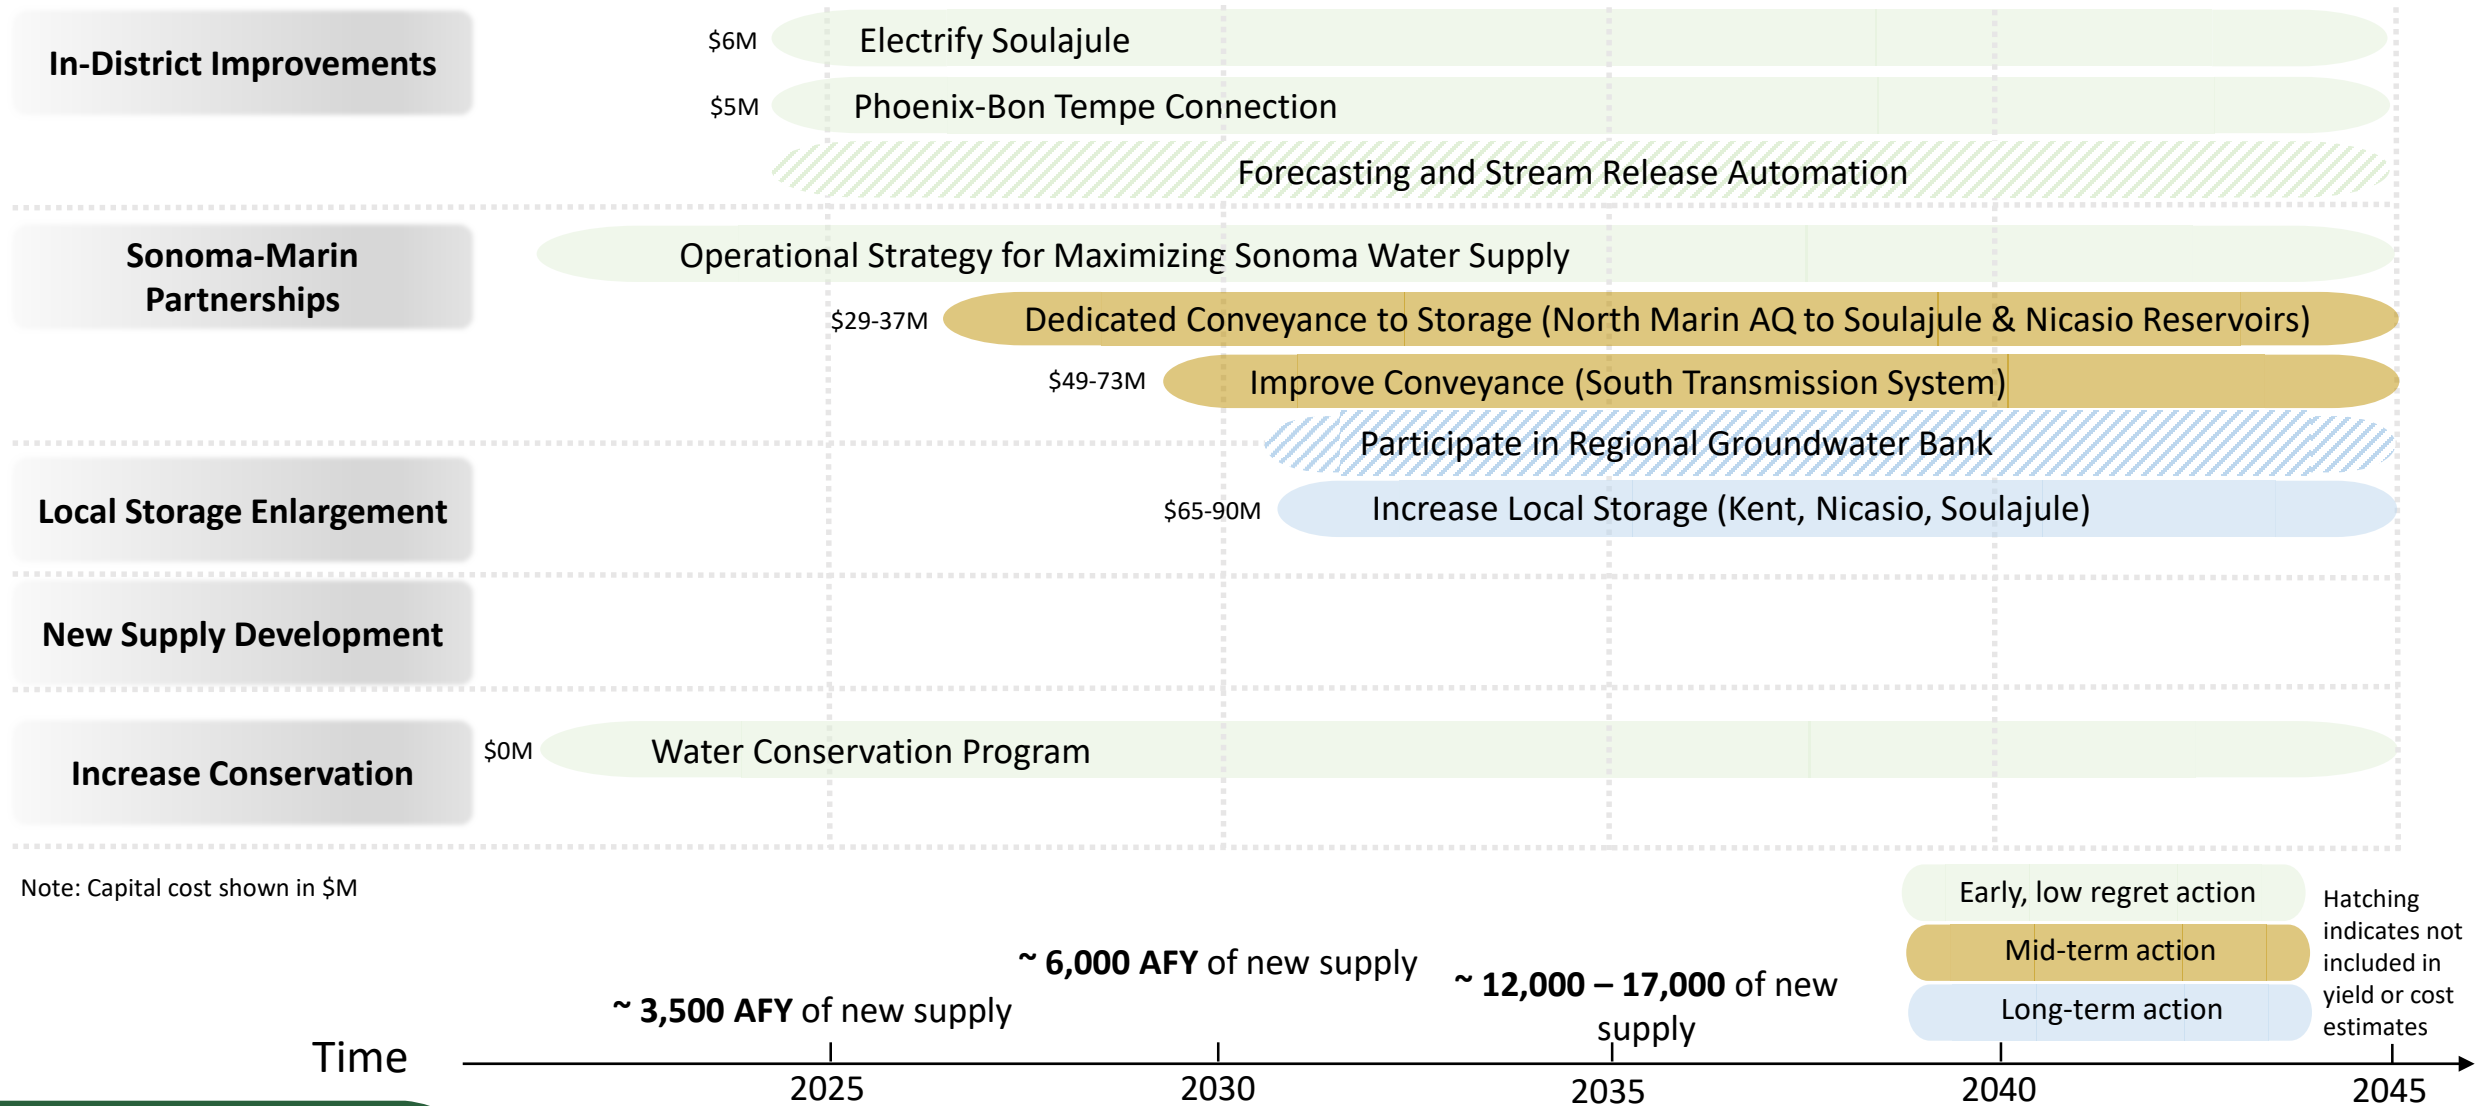 In-District Improvements
$6M
Electrify Soulajule
$5M
Phoenix-Bon Tempe Connection
Forecasting and Stream Release Automation
Sonoma-Marin
Partnerships
Operational Strategy for Maximizing Sonoma Water Supply
$29-37M
Dedicated Conveyance to Storage (North Marin AQ to Soulajule & Nicasio Reservoirs)
$49-73M
Improve Conveyance (South Transmission System)
Participate in Regional Groundwater Bank
Local Storage Enlargement
$65-90M
Increase Local Storage (Kent, Nicasio, Soulajule)
New Supply Development
Increase Conservation
$0M
Water Conservation Program
Note: Capital cost shown in $M
Early, low regret action
Mid-term action
Long-term action
Hatching
indicates not
included in
yield or cost
estimates
~ 3,500 AFY of new supply
~ 6,000 AFY of new supply
~ 12,000 – 17,000 of new
supply
Time
2025
2030
2035
2040
2045